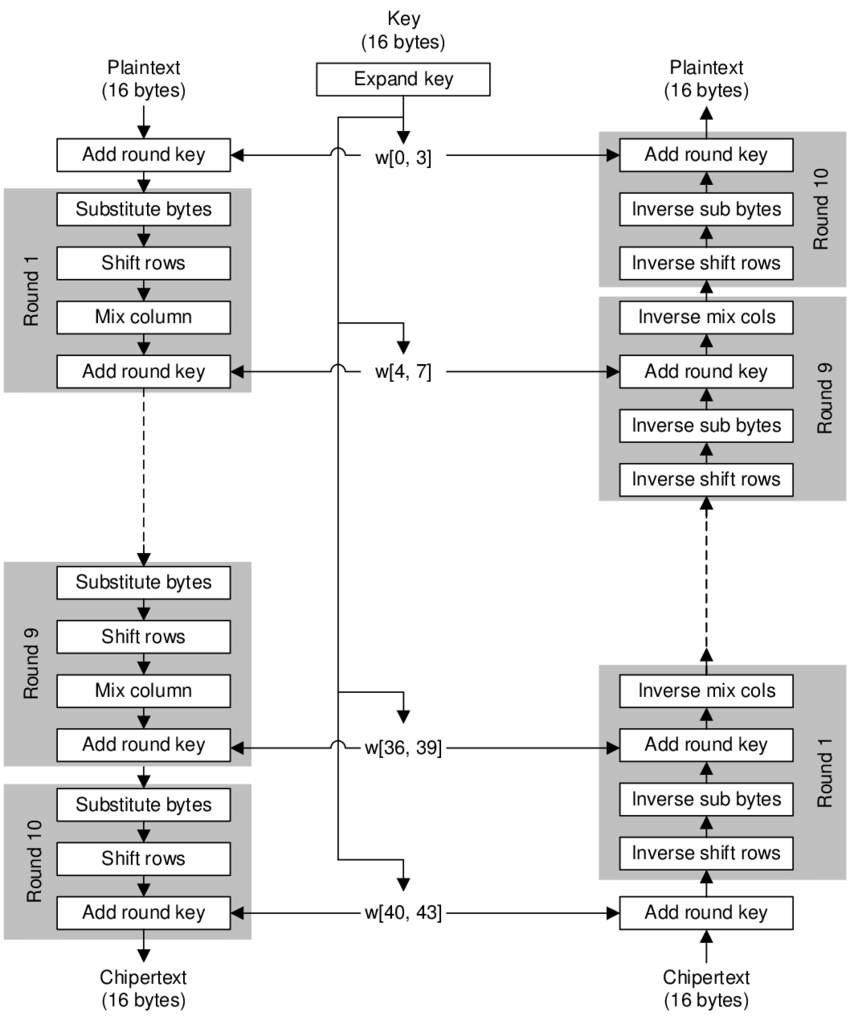 Key
(16 bytes)
Expand key
Plaintext
(16 bytes)
Add round key
Round 1
Substitute bytes
Shift rows
Mix column
Add round key
Round 9
Substitute bytes
Shift rows
Mix column
Add round key
Round 10
Substitute bytes
Shift rows
Add round key
Chipertext
(16 bytes)
w[0, 3]
w[4, 7]
w[36, 39]
w[40, 43]
Plaintext
(16 bytes)
Add round key
Inverse sub bytes
Inverse shift rows
Round 10
Inverse mix cols
Add round key
Inverse sub bytes
Inverse shift rows
Round 9
Inverse mix cols
Add round key
Inverse sub bytes
Inverse shift rows
Round 1
Add round key
Chipertext
(16 bytes)